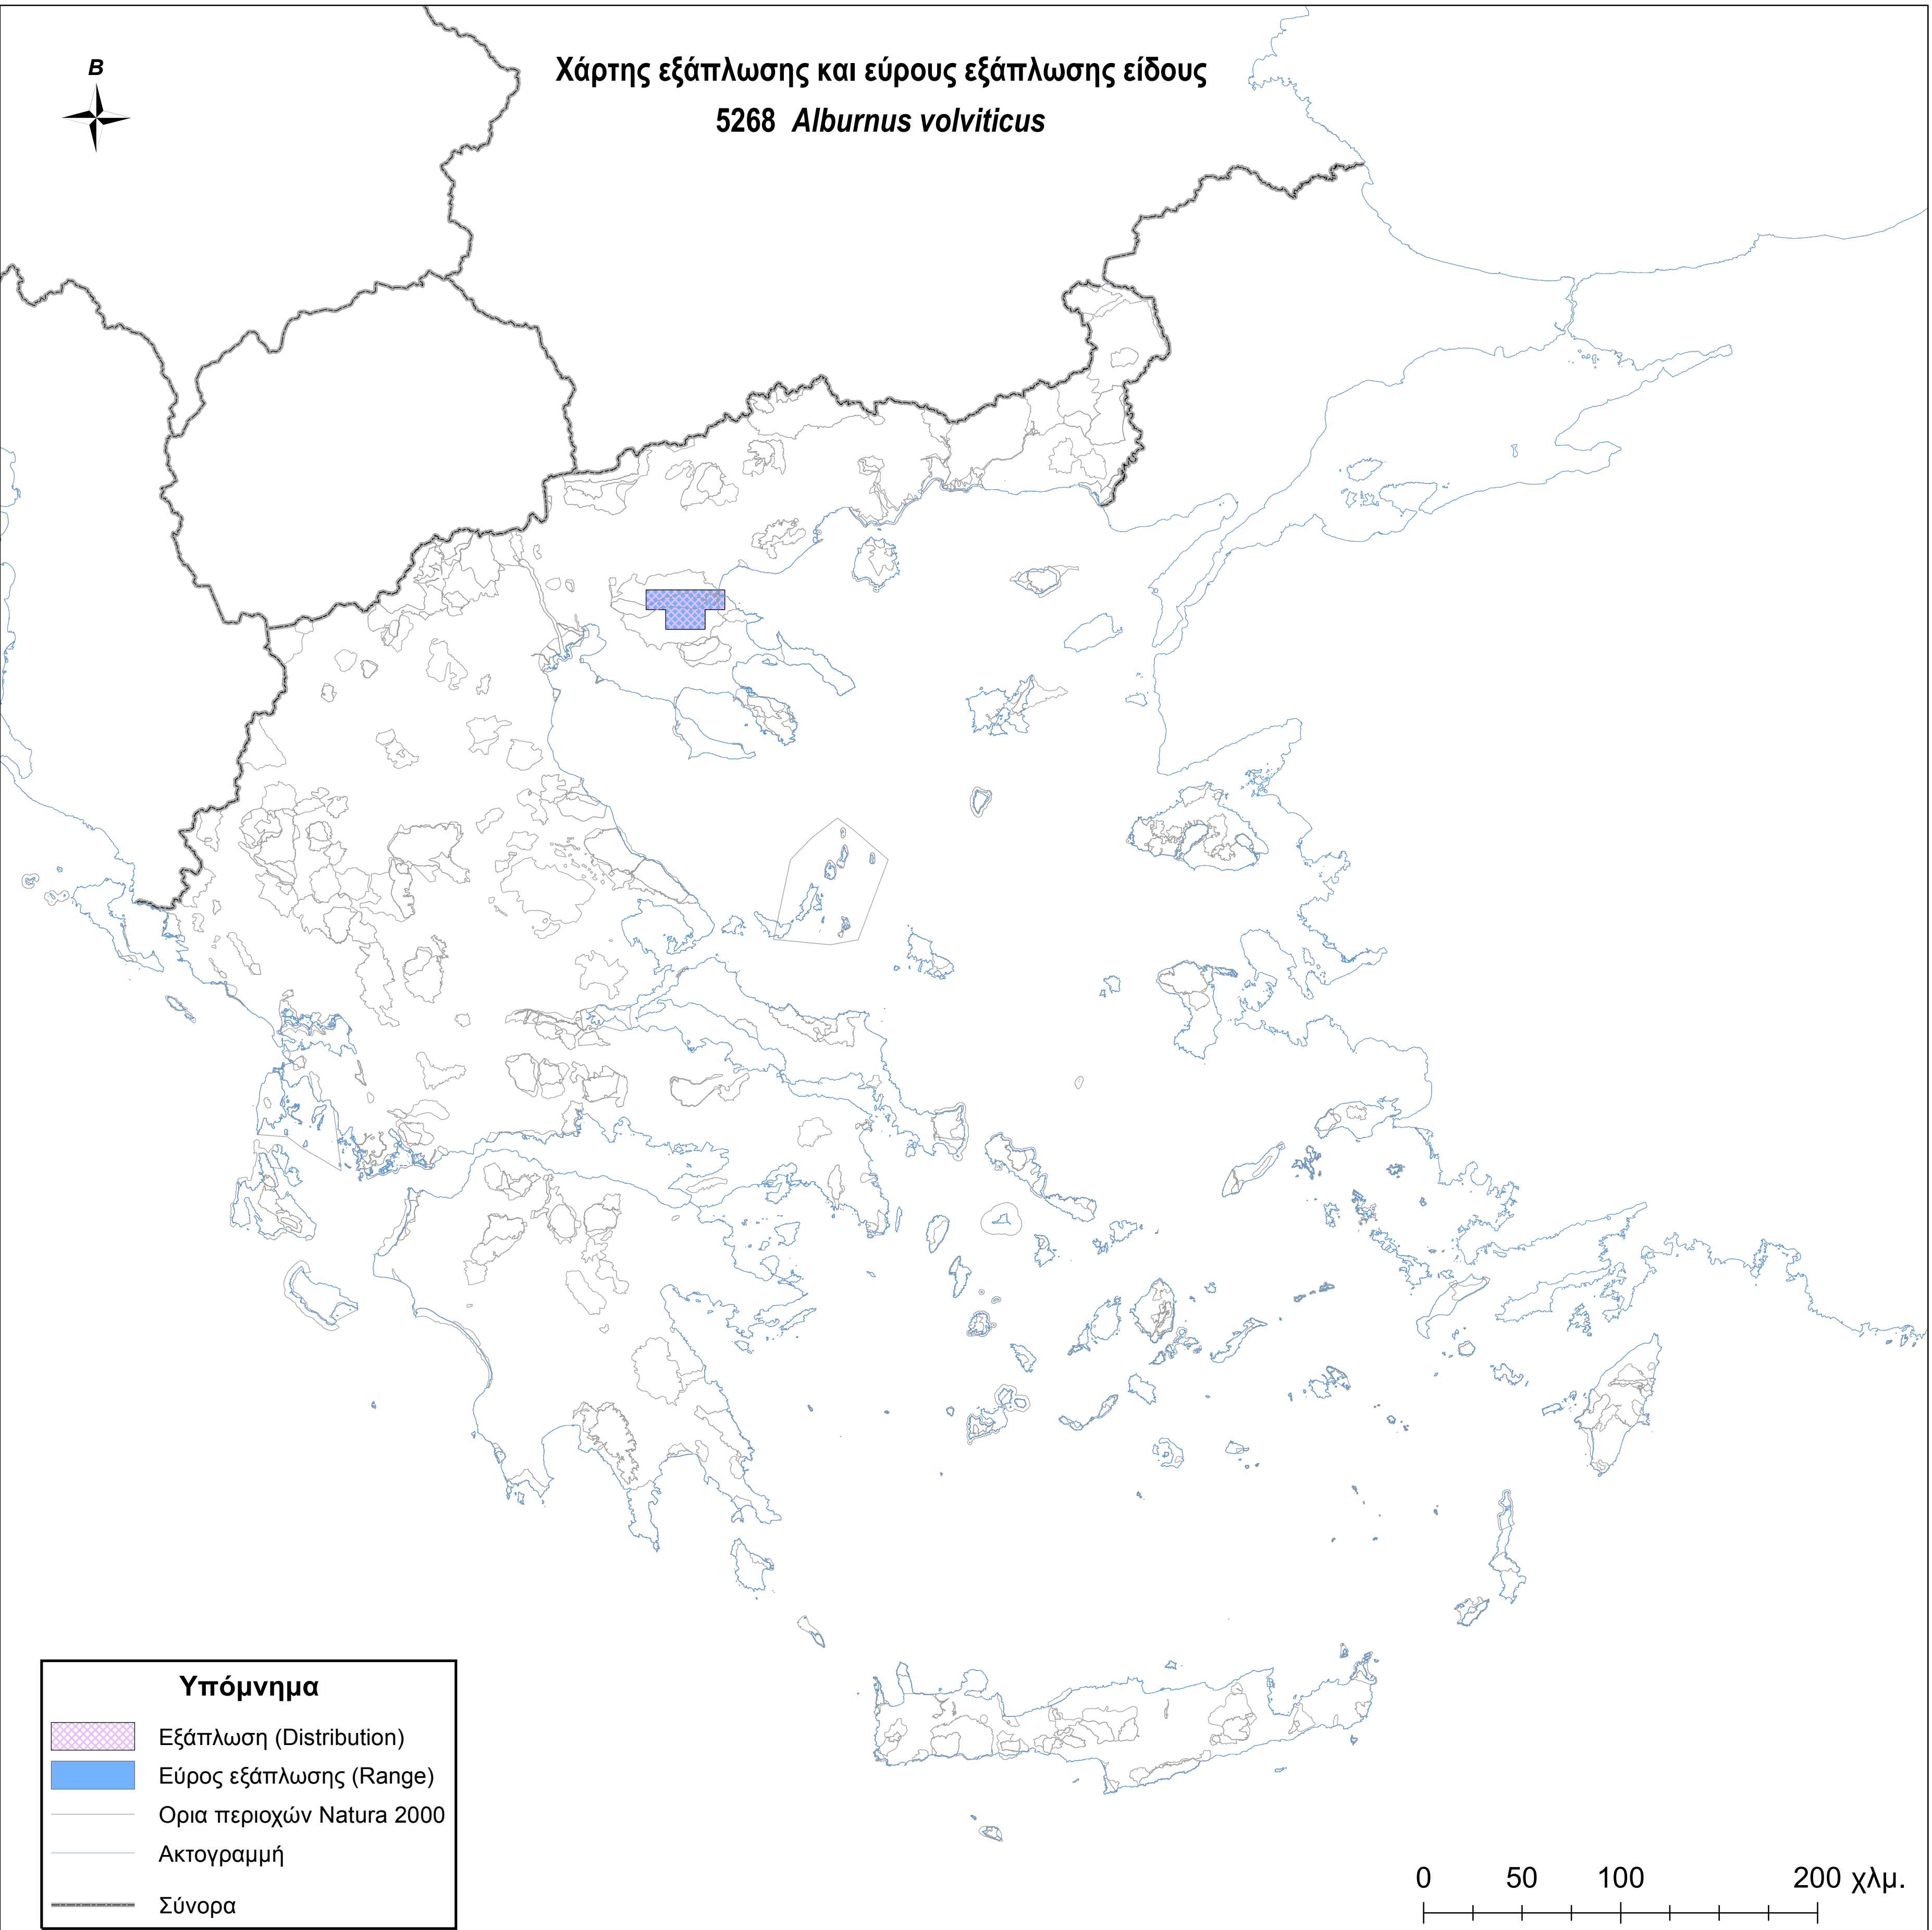 Χάρτης εξάπλωσης και εύρους εξάπλωσης είδους
5268 Alburnus volviticus
Β
Υπόμνημα
Εξάπλωση (Distribution)
Εύρος εξάπλωσης (Range)
Ορια περιοχών Natura 2000
Ακτογραμμή
Σύνορα
0 50 100 200 χλμ.